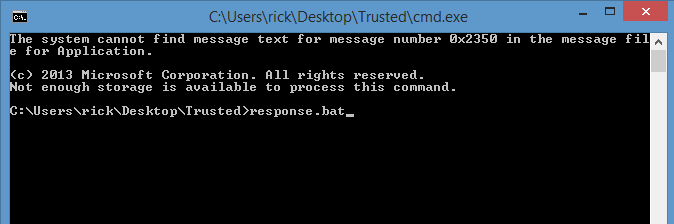 C:\Users\rick\Desktop\Trusted\cmd.exe
The system cannot find message text for message number 0x2350 in the message fil
e for Application.
(c) 2013 Microsoft Corporation. All rights reserved.
Not enough storage is available to process this command.
C:\Users\rick\Desktop\Trusted>response.bat